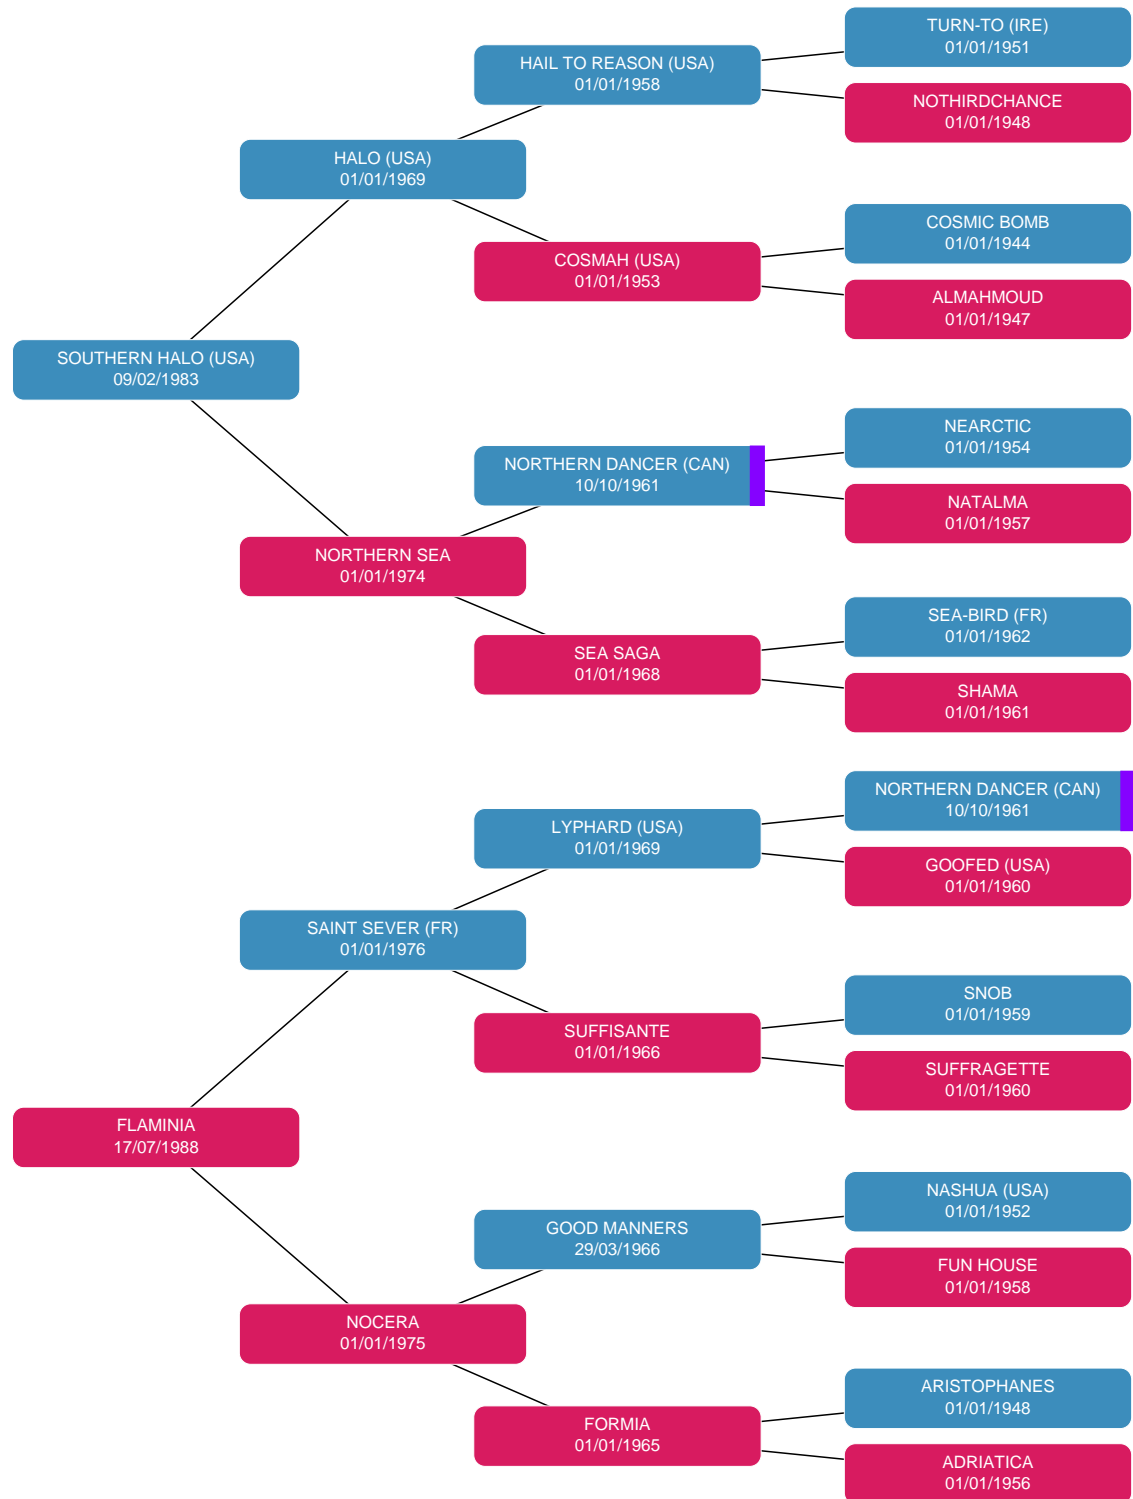 TURN-TO (IRE)
01/01/1951
HAIL TO REASON (USA)
01/01/1958
NOTHIRDCHANCE
01/01/1948
HALO (USA)
01/01/1969
COSMIC BOMB
01/01/1944
COSMAH (USA)
01/01/1953
ALMAHMOUD
01/01/1947
SOUTHERN HALO (USA)
09/02/1983
NEARCTIC
01/01/1954
NORTHERN DANCER (CAN)
10/10/1961
NATALMA
01/01/1957
NORTHERN SEA
01/01/1974
SEA-BIRD (FR)
01/01/1962
SEA SAGA
01/01/1968
SHAMA
01/01/1961
NORTHERN DANCER (CAN)
10/10/1961
LYPHARD (USA)
01/01/1969
GOOFED (USA)
01/01/1960
SAINT SEVER (FR)
01/01/1976
SNOB
01/01/1959
SUFFISANTE
01/01/1966
SUFFRAGETTE
01/01/1960
FLAMINIA
17/07/1988
NASHUA (USA)
01/01/1952
GOOD MANNERS
29/03/1966
FUN HOUSE
01/01/1958
NOCERA
01/01/1975
ARISTOPHANES
01/01/1948
FORMIA
01/01/1965
ADRIATICA
01/01/1956